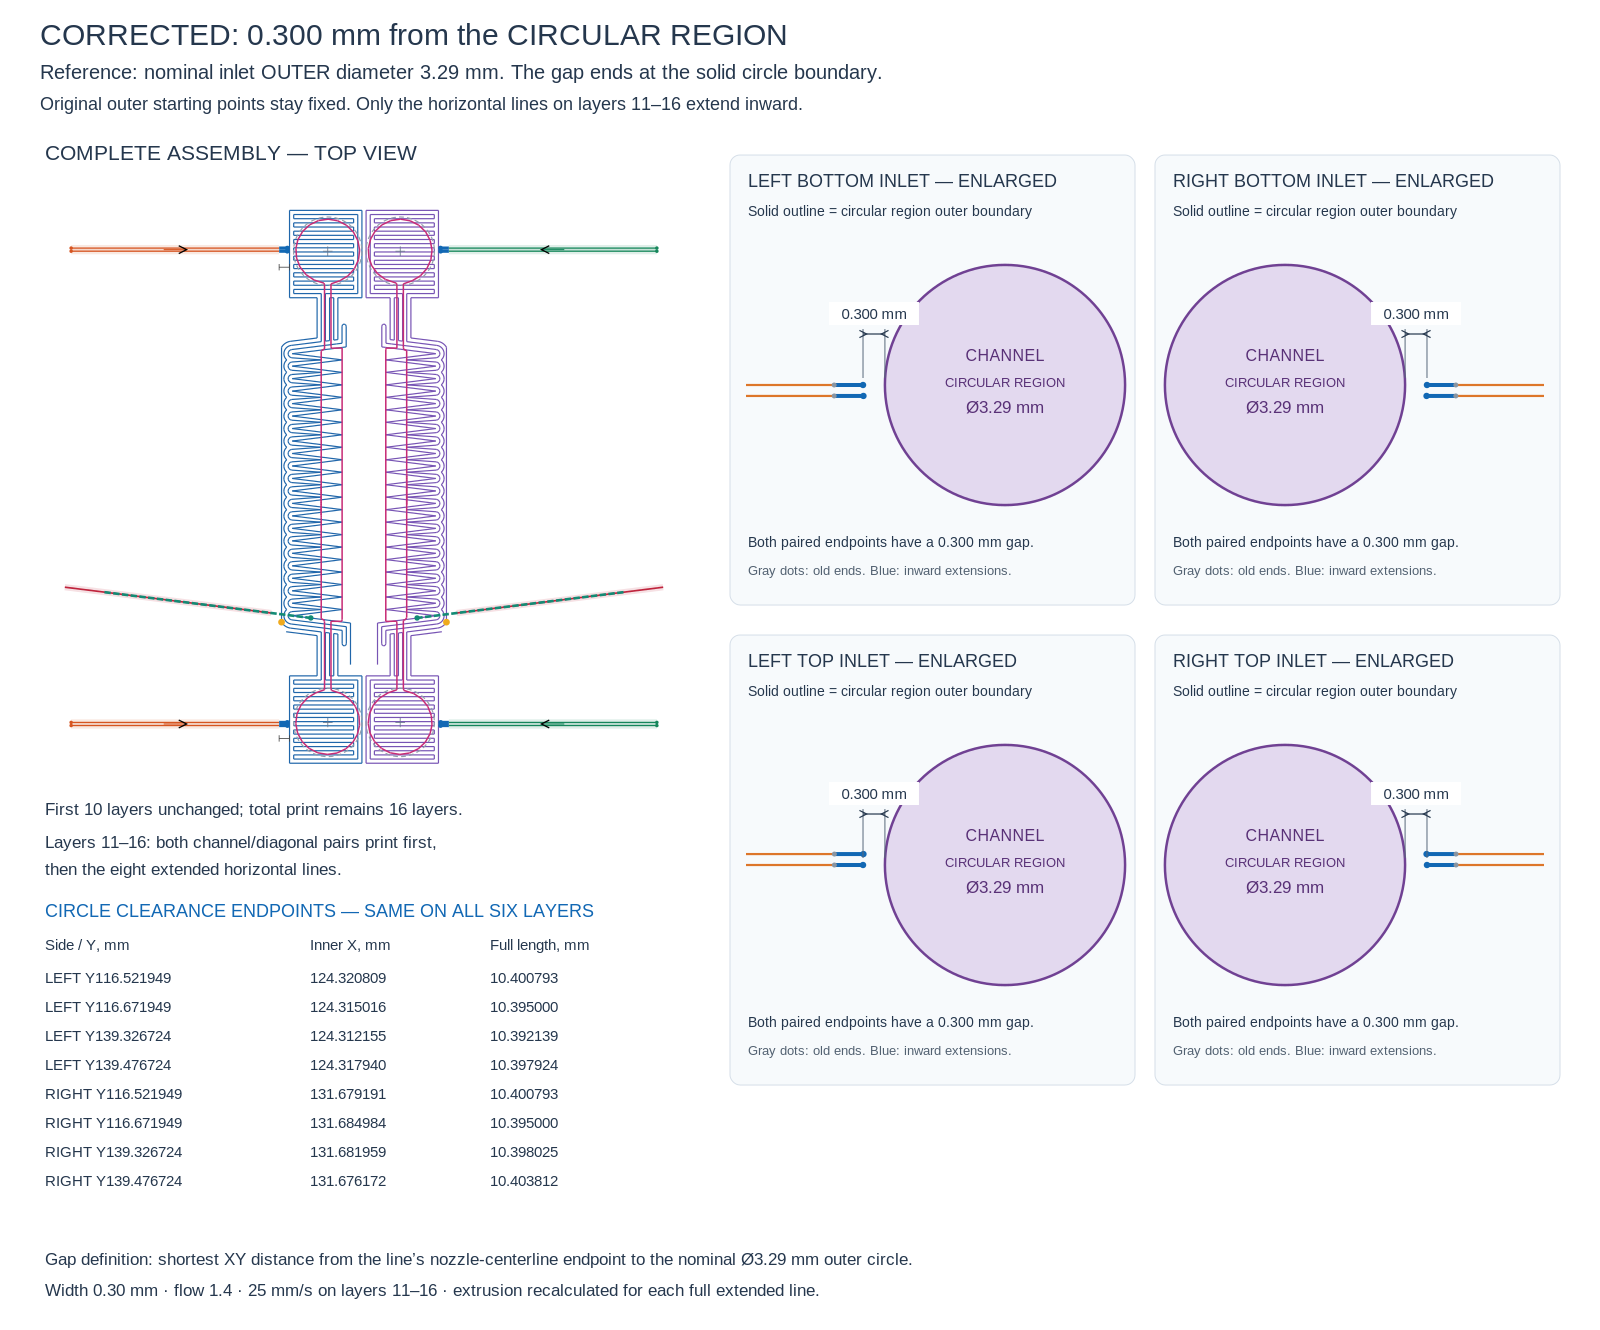 CORRECTED: 0.300 mm from the CIRCULAR REGION
Reference: nominal inlet OUTER diameter 3.29 mm. The gap ends at the solid circle boundary.
Original outer starting points stay fixed. Only the horizontal lines on layers 11–16 extend inward.
COMPLETE ASSEMBLY — TOP VIEW
First 10 layers unchanged; total print remains 16 layers.
Layers 11–16: both channel/diagonal pairs print first,
then the eight extended horizontal lines.
CIRCLE CLEARANCE ENDPOINTS — SAME ON ALL SIX LAYERS
Side / Y, mm Inner X, mm Full length, mm
LEFT Y116.521949 124.320809 10.400793
LEFT Y116.671949 124.315016 10.395000
LEFT Y139.326724 124.312155 10.392139
LEFT Y139.476724 124.317940 10.397924
RIGHT Y116.521949 131.679191 10.400793
RIGHT Y116.671949 131.684984 10.395000
RIGHT Y139.326724 131.681959 10.398025
RIGHT Y139.476724 131.676172 10.403812
LEFT BOTTOM INLET — ENLARGED
Solid outline = circular region outer boundary
0.300 mm
CHANNEL
CIRCULAR REGION
Ø3.29 mm
Both paired endpoints have a 0.300 mm gap.
Gray dots: old ends. Blue: inward extensions.
RIGHT BOTTOM INLET — ENLARGED
Solid outline = circular region outer boundary
0.300 mm
CHANNEL
CIRCULAR REGION
Ø3.29 mm
Both paired endpoints have a 0.300 mm gap.
Gray dots: old ends. Blue: inward extensions.
LEFT TOP INLET — ENLARGED
Solid outline = circular region outer boundary
0.300 mm
CHANNEL
CIRCULAR REGION
Ø3.29 mm
Both paired endpoints have a 0.300 mm gap.
Gray dots: old ends. Blue: inward extensions.
RIGHT TOP INLET — ENLARGED
Solid outline = circular region outer boundary
0.300 mm
CHANNEL
CIRCULAR REGION
Ø3.29 mm
Both paired endpoints have a 0.300 mm gap.
Gray dots: old ends. Blue: inward extensions.
Gap definition: shortest XY distance from the line’s nozzle-centerline endpoint to the nominal Ø3.29 mm outer circle.
Width 0.30 mm · flow 1.4 · 25 mm/s on layers 11–16 · extrusion recalculated for each full extended line.